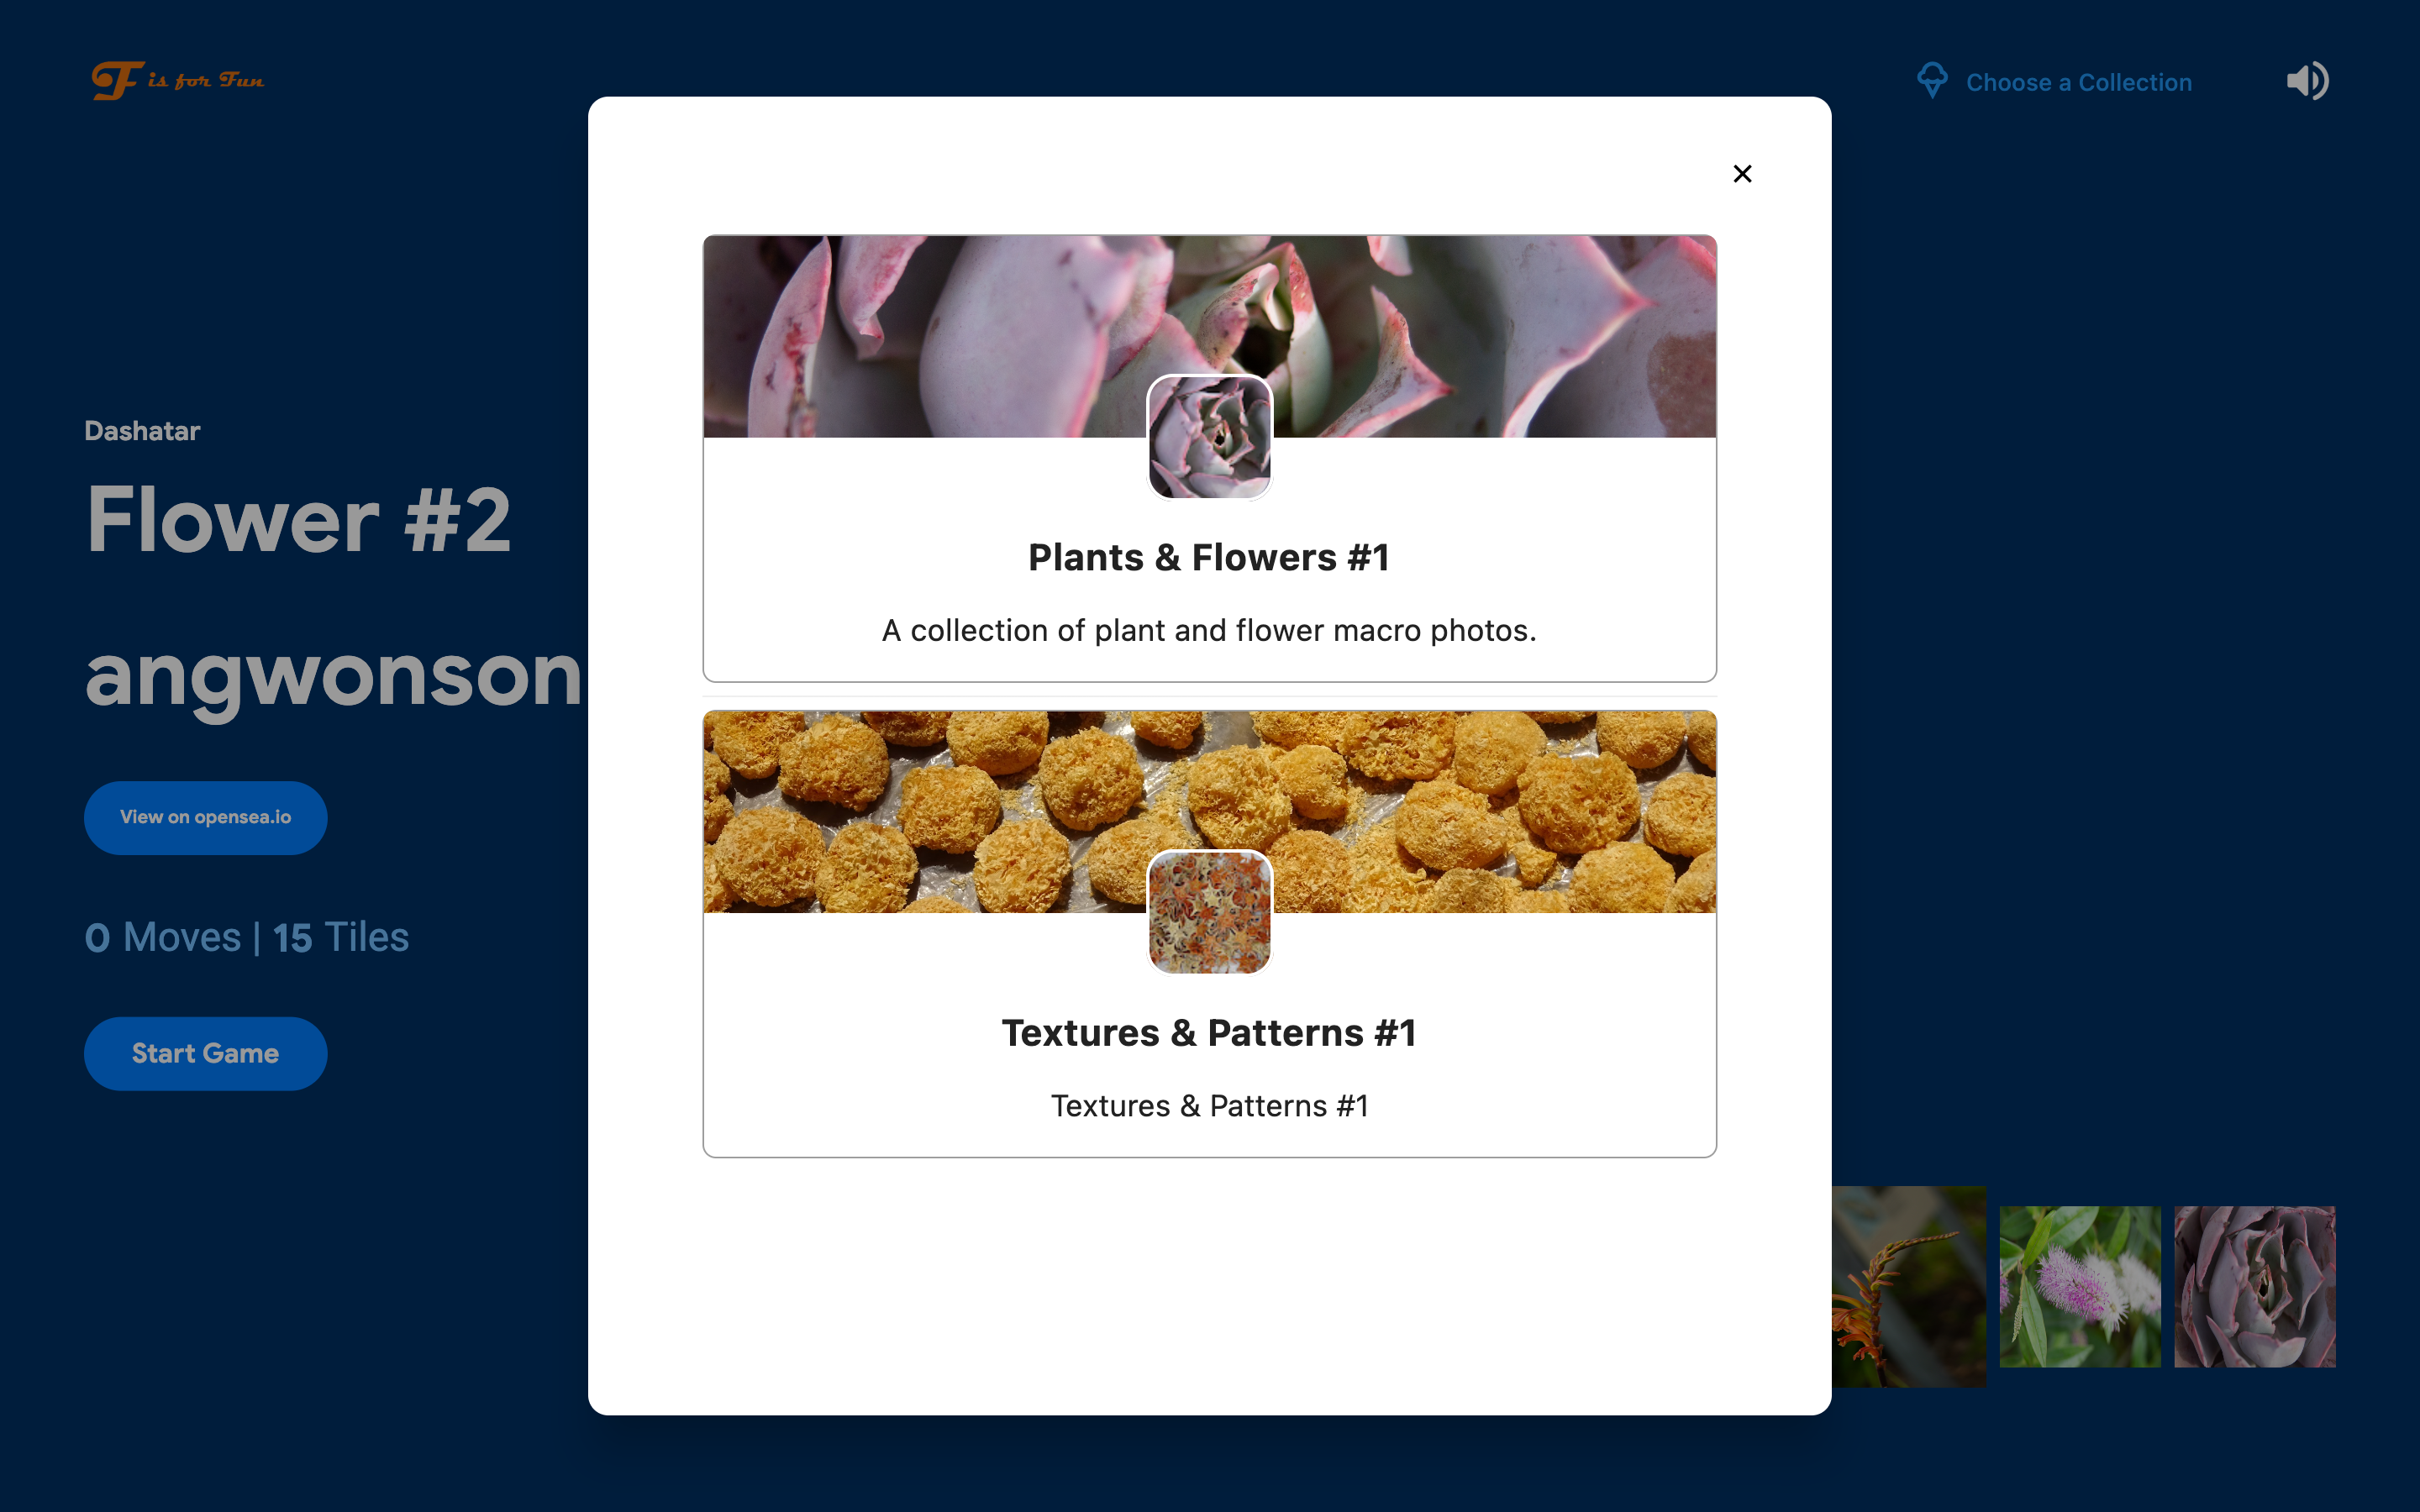 F is for Fun
Choose a Collection
Dashatar
Flower #2
angwonson
View on opensea.io
0 Moves | 15 Tiles
Start Game
Plants & Flowers #1
A collection of plant and flower macro photos.
Textures & Patterns #1
Textures & Patterns #1